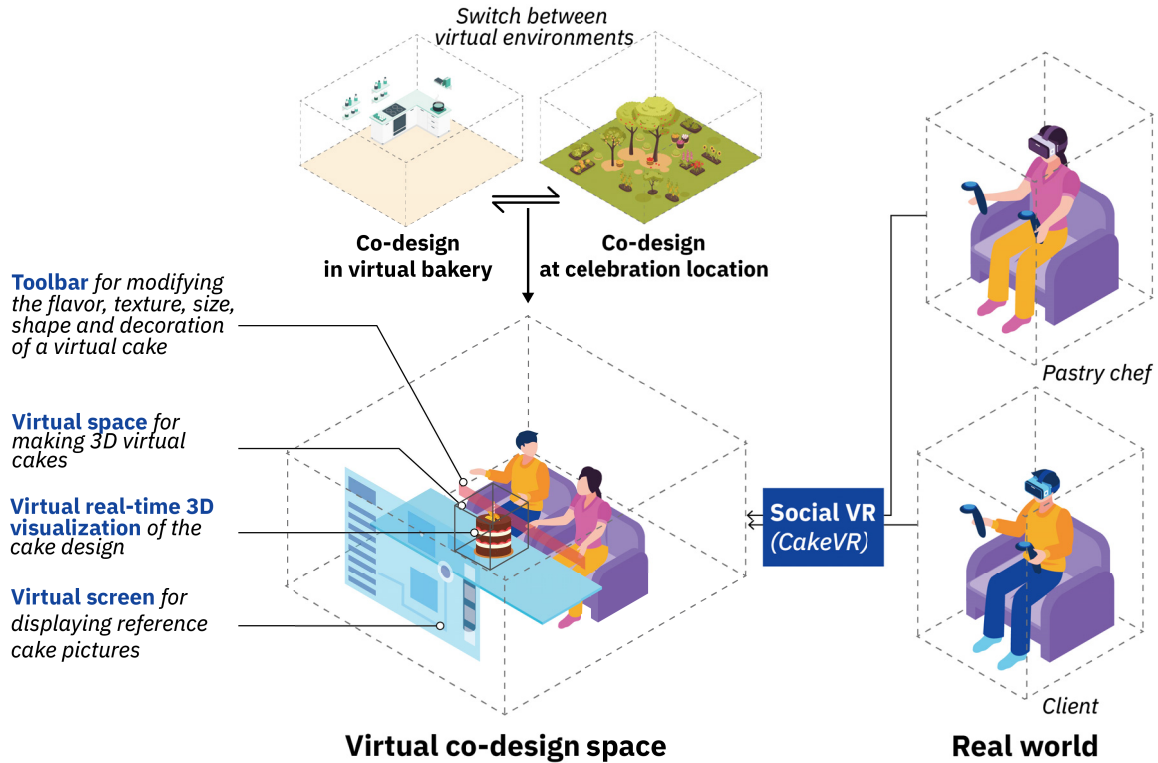 Switch between
virtual environments
Co-design
in virtual bakery
Co-design
at celebration location
Toolbar for modifying
the flavor, texture, size,
shape and decoration
of a virtual cake
Virtual space for
making 3D virtual
cakes
Virtual real-time 3D
visualization of the
cake design
Virtual screen for
displaying reference
cake pictures
Social VR
(CakeVR)
Pastry chef
Client
Virtual co-design space
Real world